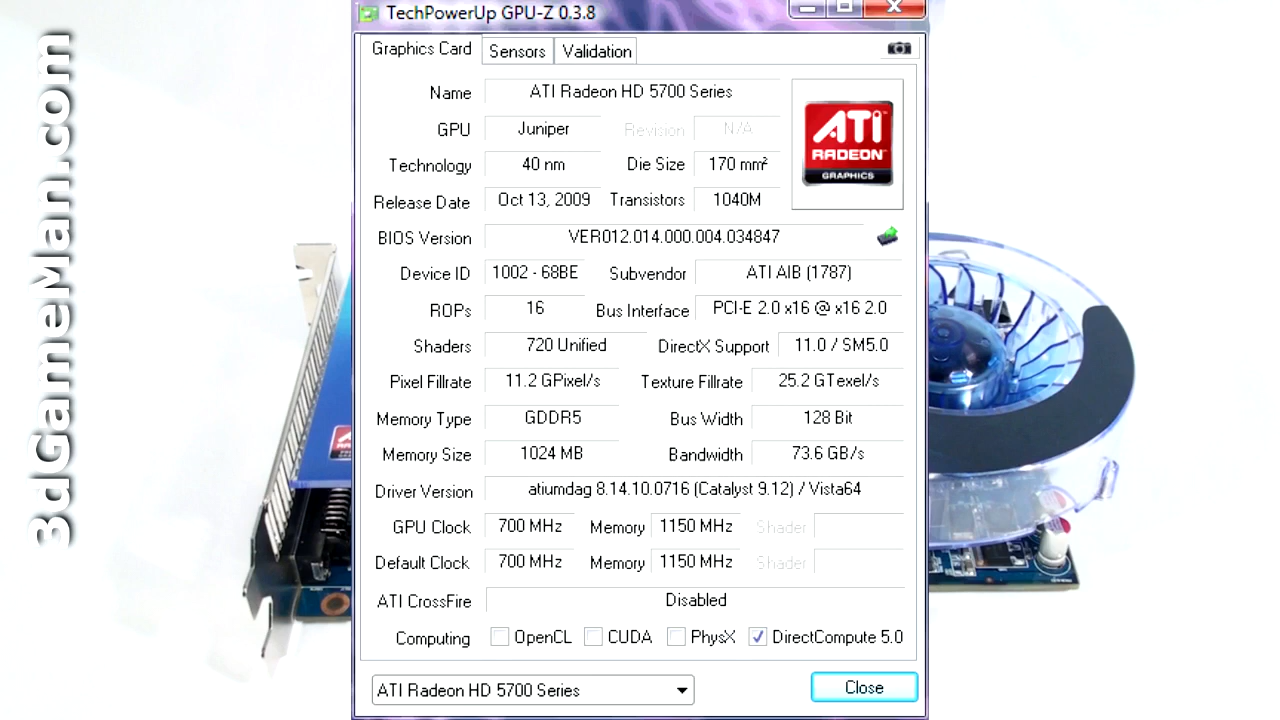 3dGameMan.com
TechPowerUp GPU-Z 0.3.8
Graphics Card Sensors Validation
Name ATI Radeon HD 5700 Series
GPU Juniper Revision N/A
ATI
RADEON
GRAPHICS
Technology 40 nm Die Size 170 mm²
Release Date Oct 13, 2009 Transistors 1040M
BIOS Version VER012.014.000.004.034847
Device ID 1002 - 68BE Subvendor ATI AIB (1787)
ROPs 16 Bus Interface PCI-E 2.0 x16 @ x16 2.0
Shaders 720 Unified DirectX Support 11.0 / SM5.0
Pixel Fillrate 11.2 GPixel/s Texture Fillrate 25.2 GTexel/s
Memory Type GDDR5 Bus Width 128 Bit
Memory Size 1024 MB Bandwidth 73.6 GB/s
Driver Version atiumdag 8.14.10.0716 (Catalyst 9.12) / Vista64
GPU Clock 700 MHz Memory 1150 MHz Shader
Default Clock 700 MHz Memory 1150 MHz Shader
ATI CrossFire Disabled
Computing OpenCL CUDA PhysX DirectCompute 5.0
ATI Radeon HD 5700 Series Close